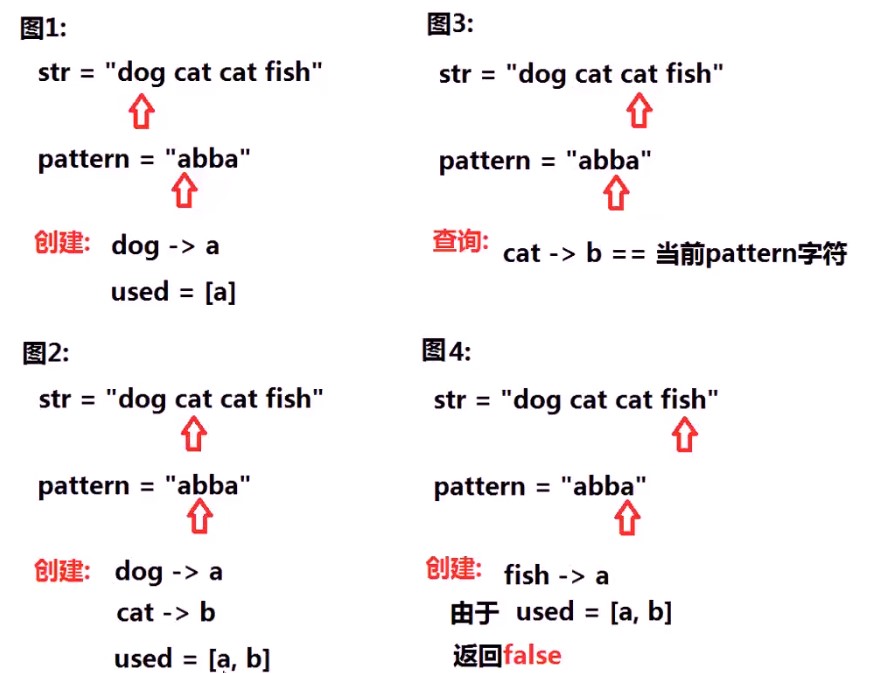 图1:
str = "dog cat cat fish"
pattern = "abba"
创建: dog -> a
used = [a]
图2:
str = "dog cat cat fish"
pattern = "abba"
创建: dog -> a
cat -> b
used = [a, b]
图3:
str = "dog cat cat fish"
pattern = "abba"
查询: cat -> b == 当前pattern字符
图4:
str = "dog cat cat fish"
pattern = "abba"
创建: fish -> a
由于 used = [a, b]
返回false